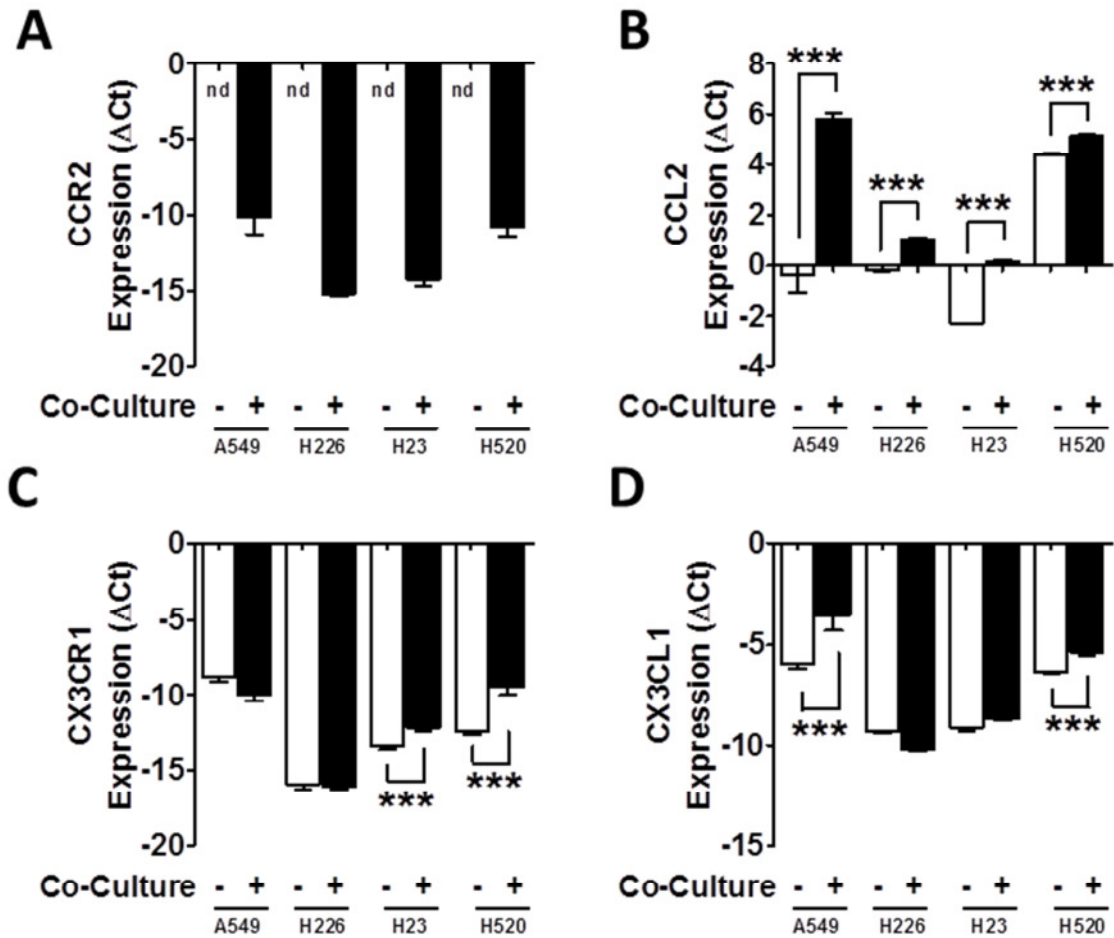 A
CCR2
Expression (ΔCt)
0
-5
-10
-15
-20
nd nd nd nd
Co-Culture - + - + - + - +
A549 H226 H23 H520
B
CCL2
Expression (ΔCt)
8
6
4
2
0
-2
-4
*** *** *** ***
Co-Culture - + - + - + - +
A549 H226 H23 H520
C
CX3CR1
Expression (ΔCt)
0
-5
-10
-15
-20
*** ***
Co-Culture - + - + - + - +
A549 H226 H23 H520
D
CX3CL1
Expression (ΔCt)
0
-5
-10
-15
*** ***
Co-Culture - + - + - + - +
A549 H226 H23 H520